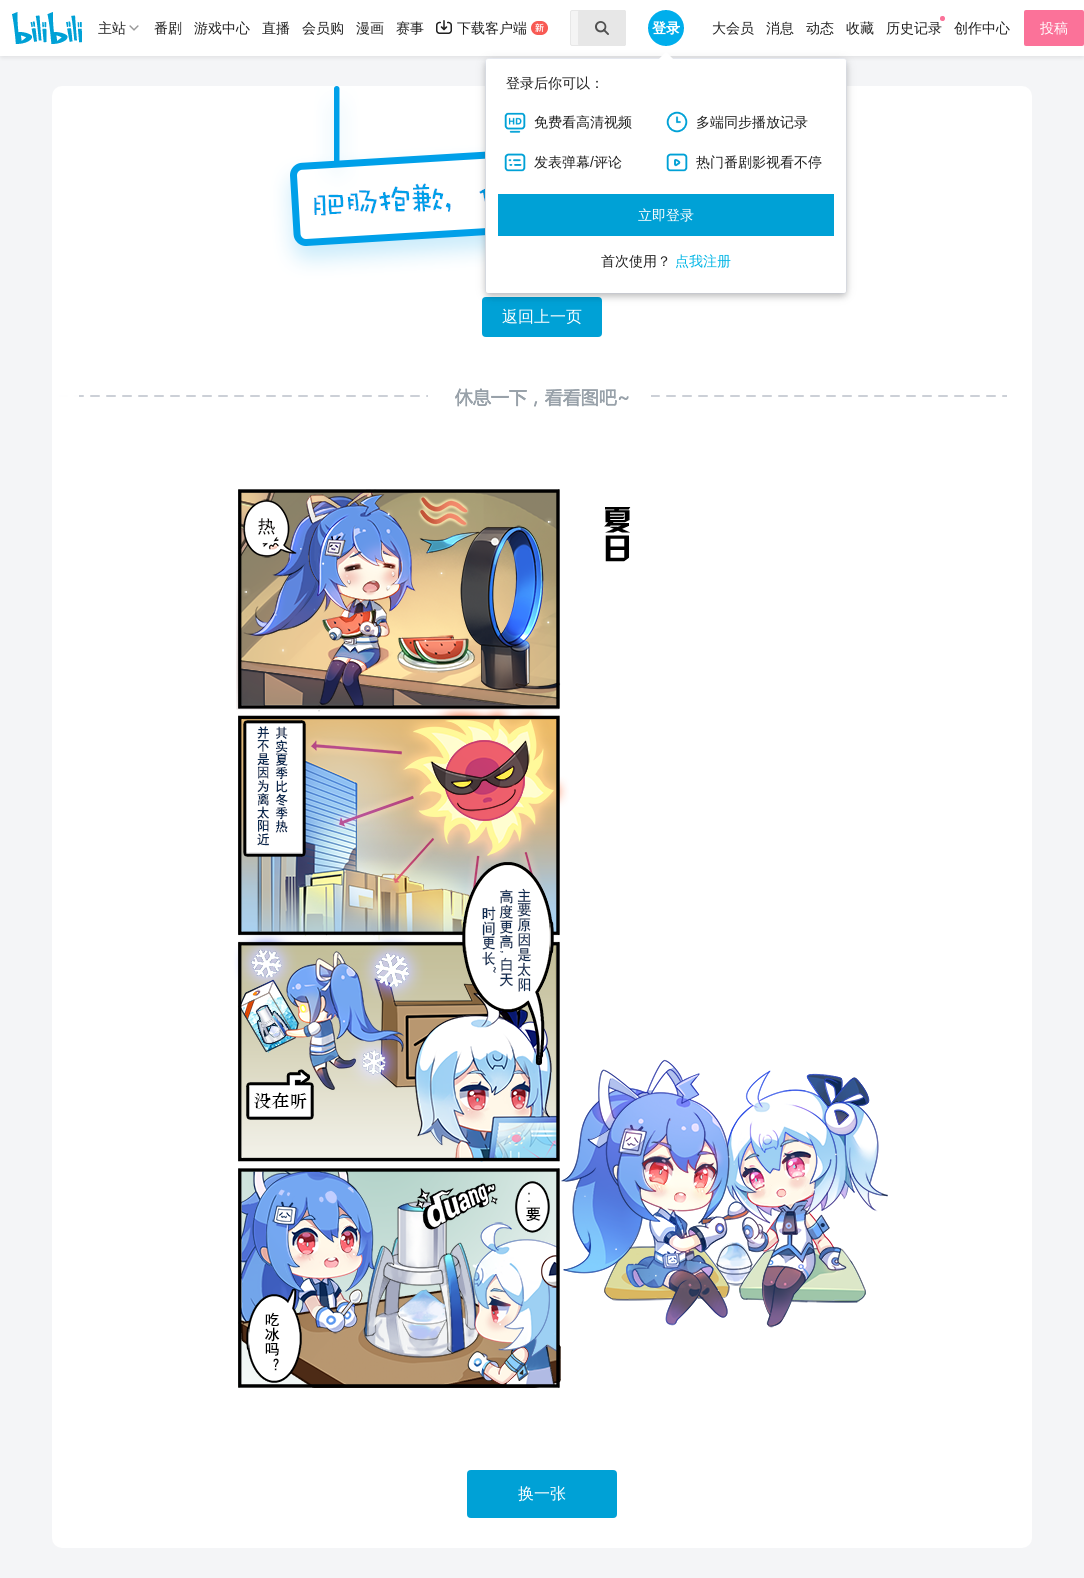 bilibili 主站 番剧 游戏中心 直播 会员购 漫画 赛事 下载客户端 新 登录 大会员 消息 动态 收藏 历史记录 创作中心 投稿
登录后你可以：
免费看高清视频 多端同步播放记录
发表弹幕/评论 热门番剧影视看不停
立即登录
首次使用？ 点我注册
肥肠抱歉，
返回上一页
休息一下，看看图吧~
夏日
热
其实夏季比冬季热
并不是因为离太阳近
主要原因是太阳
高度更高，白天
时间更长~
没在听
duang~
...要
吃冰吗？
换一张